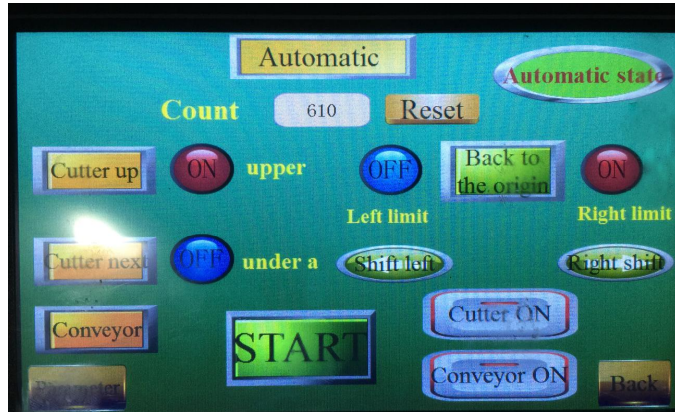 Automatic
Automatic state
Count 610 Reset
Cutter up ON upper OFF Back to the origin ON
Left limit Right limit
Cutter next OFF under a Shift left Right shift
Conveyor START Cutter ON
Parameter Conveyor ON Back